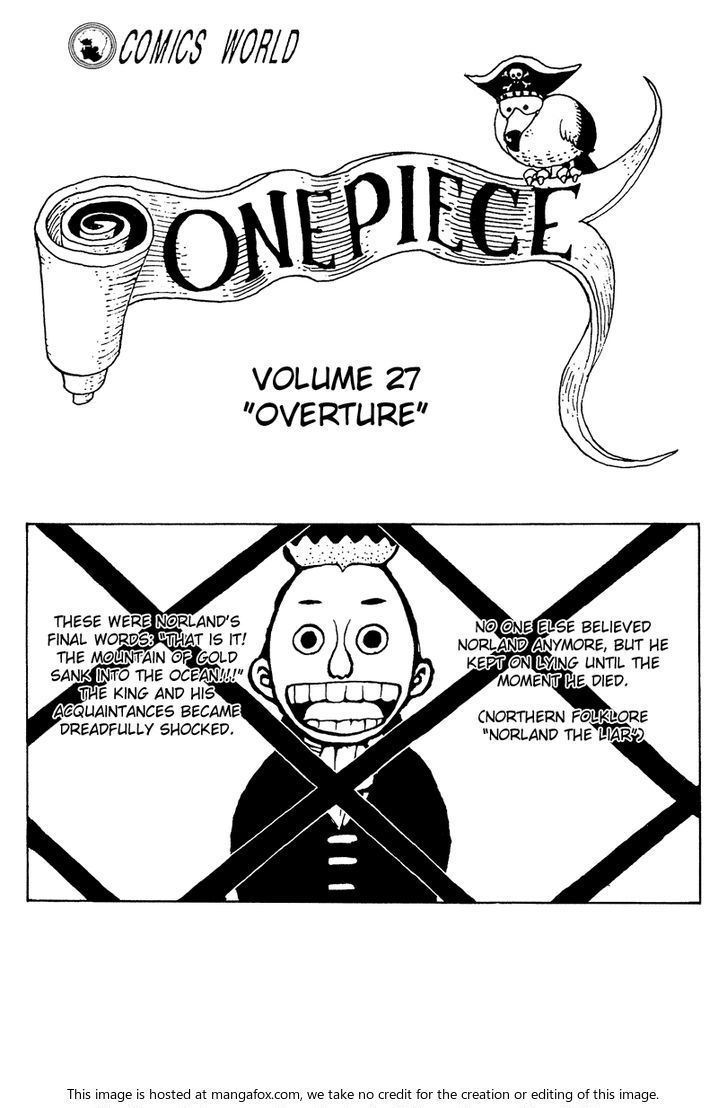 COMICS WORLD
ONE PIECE
VOLUME 27
"OVERTURE"
THESE WERE NORLAND'S
FINAL WORDS: "THAT IS IT!
THE MOUNTAIN OF GOLD
SANK INTO THE OCEAN!!!"
THE KING AND HIS
ACQUAINTANCES BECAME
DREADFULLY SHOCKED.
NO ONE ELSE BELIEVED
NORLAND ANYMORE, BUT HE
KEPT ON LYING UNTIL THE
MOMENT HE DIED.
(NORTHERN FOLKLORE
"NORLAND THE LIAR")
This image is hosted at mangafox.com, we take no credit for the creation or editing of this image.